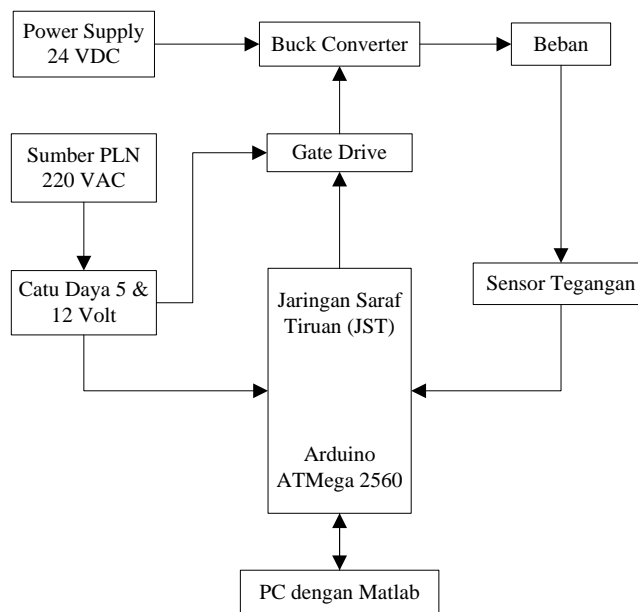 Power Supply
24 VDC
Buck Converter
Beban
Sumber PLN
220 VAC
Gate Drive
Catu Daya 5 &
12 Volt
Jaringan Saraf
Tiruan (JST)
Sensor Tegangan
Arduino
ATMega 2560
PC dengan Matlab